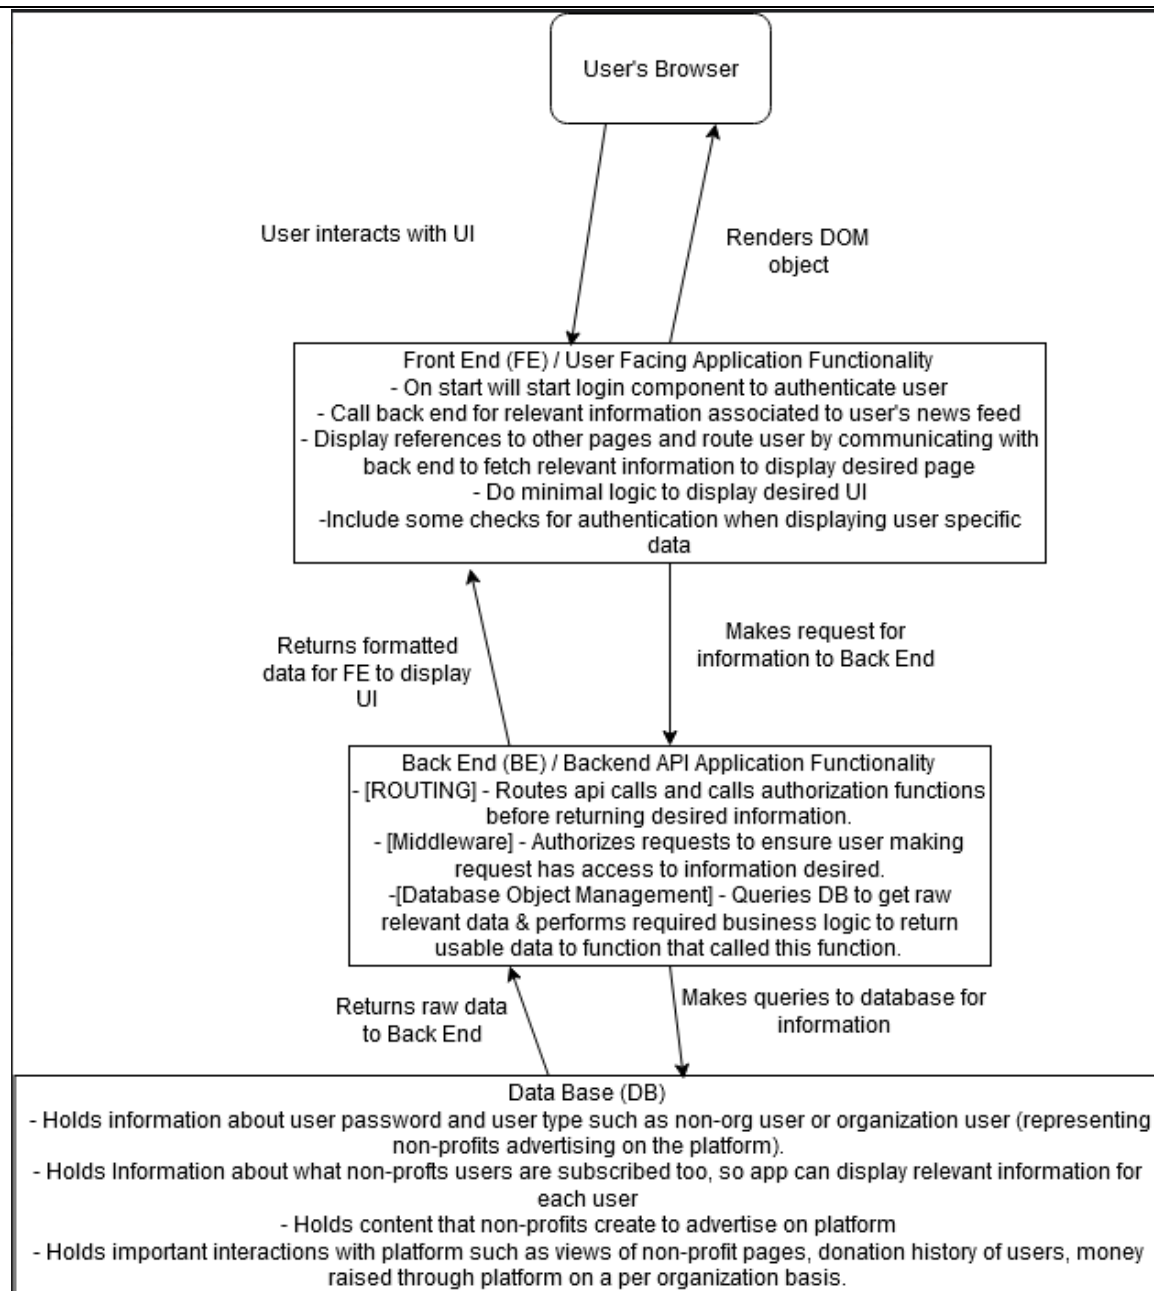 User's Browser
User interacts with UI
Renders DOM
object
Front End (FE) / User Facing Application Functionality
- On start will start login component to authenticate user
- Call back end for relevant information associated to user's news feed
- Display references to other pages and route user by communicating with
back end to fetch relevant information to display desired page
- Do minimal logic to display desired UI
-Include some checks for authentication when displaying user specific
data
Returns formatted
data for FE to display
UI
Makes request for
information to Back End
Back End (BE) / Backend API Application Functionality
- [ROUTING] - Routes api calls and calls authorization functions
before returning desired information.
- [Middleware] - Authorizes requests to ensure user making
request has access to information desired.
-[Database Object Management] - Queries DB to get raw
relevant data & performs required business logic to return
usable data to function that called this function.
Returns raw data
to Back End
Makes queries to database for
information
Data Base (DB)
- Holds information about user password and user type such as non-org user or organization user (representing
non-profits advertising on the platform).
- Holds Information about what non-profts users are subscribed too, so app can display relevant information for
each user
- Holds content that non-profits create to advertise on platform
- Holds important interactions with platform such as views of non-profit pages, donation history of users, money
raised through platform on a per organization basis.